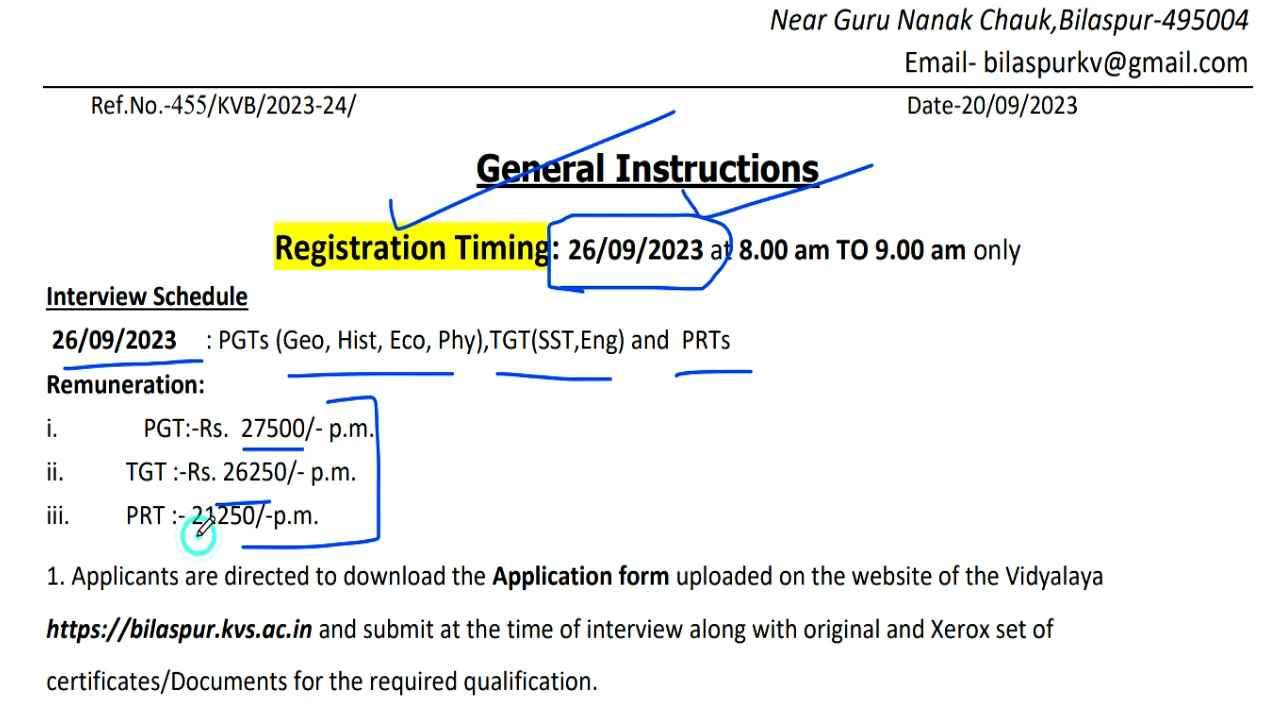 Near Guru Nanak Chauk,Bilaspur-495004
Email- bilaspurkv@gmail.com
Ref.No.-455/KVB/2023-24/ Date-20/09/2023
General Instructions
Registration Timing: 26/09/2023 at 8.00 am TO 9.00 am only
Interview Schedule
26/09/2023 : PGTs (Geo, Hist, Eco, Phy),TGT(SST,Eng) and PRTs
Remuneration:
i. PGT:-Rs. 27500/- p.m.
ii. TGT :-Rs. 26250/- p.m.
iii. PRT :- 21250/-p.m.
1. Applicants are directed to download the Application form uploaded on the website of the Vidyalaya
https://bilaspur.kvs.ac.in and submit at the time of interview along with original and Xerox set of
certificates/Documents for the required qualification.